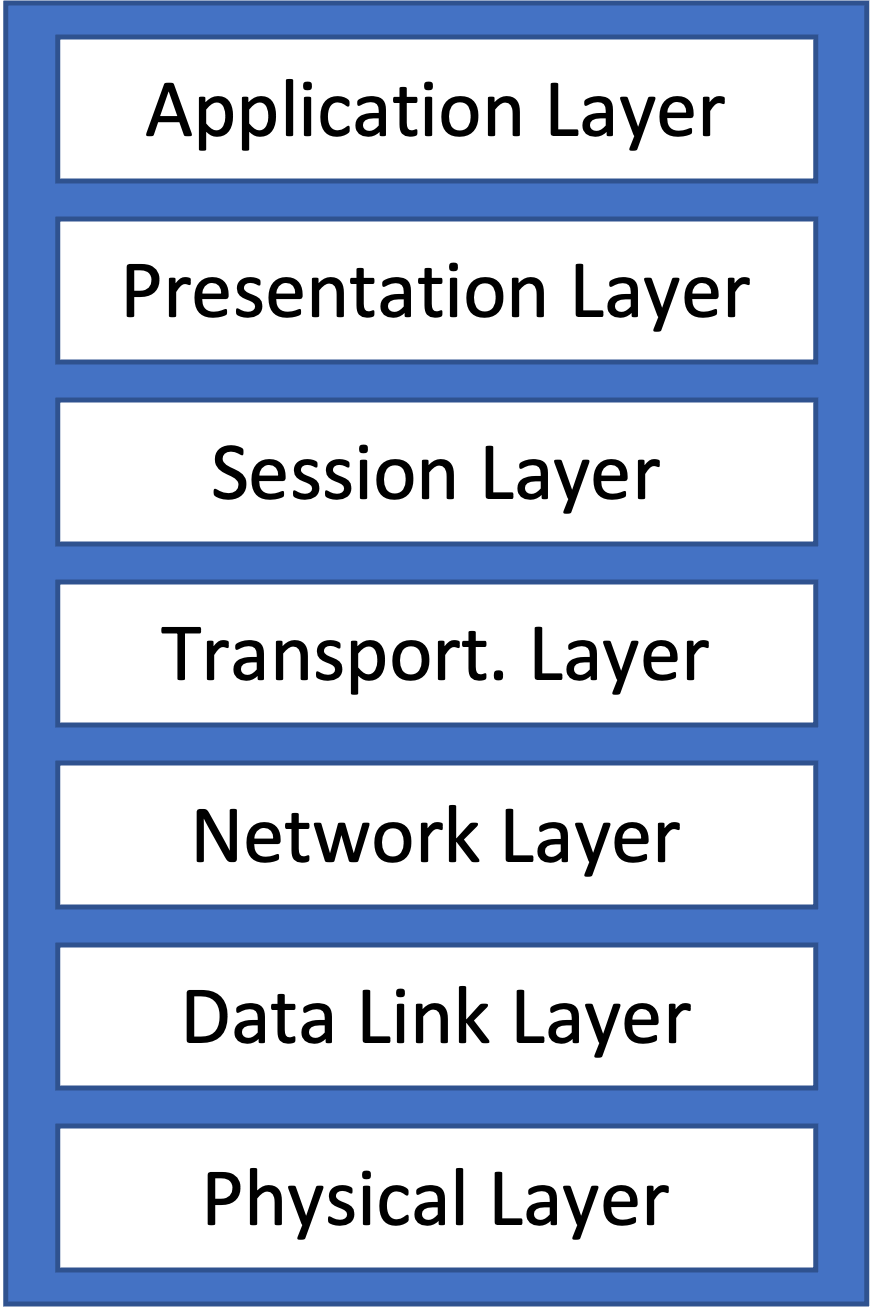 Application Layer
Presentation Layer
Session Layer
Transport. Layer
Network Layer
Data Link Layer
Physical Layer